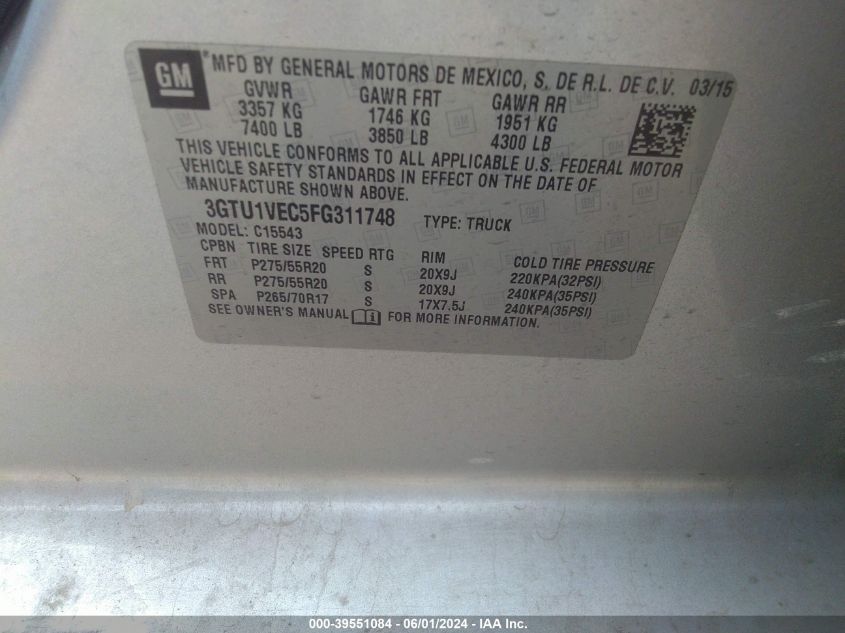 GM
*MFD BY GENERAL MOTORS DE MEXICO, S. DE R.L. DE C.V. 03/15
GVWR GAWR FRT GAWR RR
3357 KG 1746 KG 1951 KG
7400 LB 3850 LB 4300 LB
THIS VEHICLE CONFORMS TO ALL APPLICABLE U.S. FEDERAL MOTOR
VEHICLE SAFETY STANDARDS IN EFFECT ON THE DATE OF
MANUFACTURE SHOWN ABOVE.
3GTU1VEC5FG311748 TYPE: TRUCK
MODEL: C15543
CPBN TIRE SIZE SPEED RTG RIM COLD TIRE PRESSURE
FRT P275/55R20 S 20X9J 220KPA(32PSI)
RR P275/55R20 S 20X9J 240KPA(35PSI)
SPA P265/70R17 S 17X7.5J 240KPA(35PSI)
SEE OWNER'S MANUAL FOR MORE INFORMATION.
000-39551084 - 06/01/2024 - IAA Inc.